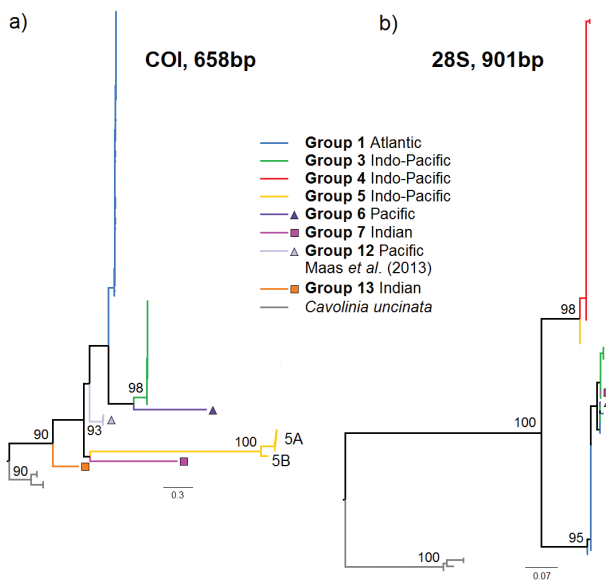 a)
COI, 658bp
b)
28S, 901bp
Group 1 Atlantic
Group 3 Indo-Pacific
Group 4 Indo-Pacific
Group 5 Indo-Pacific
Group 6 Pacific
Group 7 Indian
Group 12 Pacific
Maas et al. (2013)
Group 13 Indian
Cavolinia uncinata
98
93
90
100
5A
5B
90
0.3
98
100
95
100
0.07